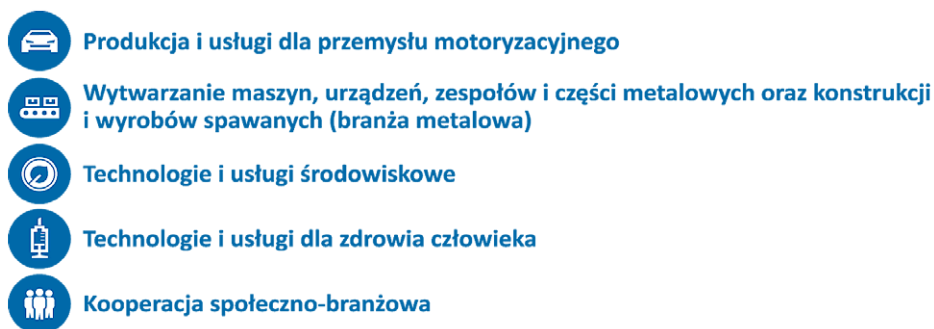 Produkcja i usługi dla przemysłu motoryzacyjnego
Wytwarzanie maszyn, urządzeń, zespołów i części metalowych oraz konstrukcji
i wyrobów spawanych (branża metalowa)
Technologie i usługi środowiskowe
Technologie i usługi dla zdrowia człowieka
Kooperacja społeczno-branżowa